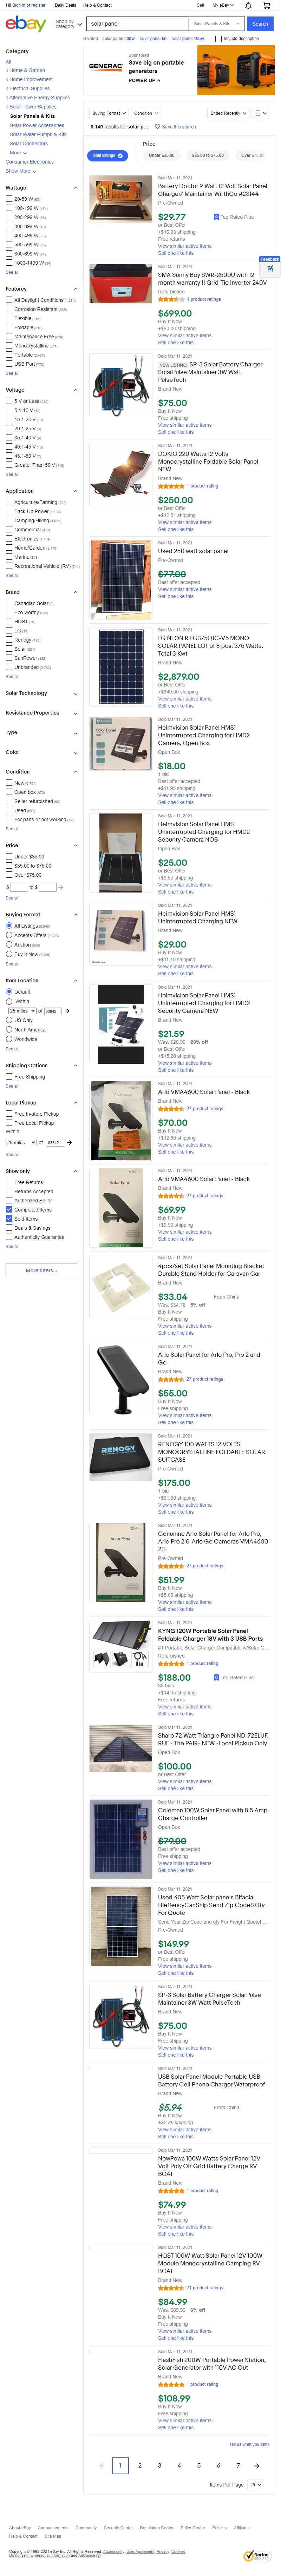 Hi! Sign in or register
Daily Deals
Help & Contact
Sell
My eBay
ebay
Shop by category
solar panel
Solar Panels & Kits
Search
Include description
Category
All
Home & Garden
Home Improvement
Electrical Supplies
Alternative Energy Supplies
Solar Power Supplies
Solar Panels & Kits
Solar Power Accessories
Solar Water Pumps & Kits
Solar Connectors
More
Consumer Electronics
Show More
Wattage
20-59 W
100-199 W
200-299 W
300-399 W
400-499 W
500-599 W
600-699 W
1000-1499 W
See all
Features
All Daylight Conditions
Corrosion Resistant
Flexible
Foldable
Maintenance Free
Monocrystalline
Portable
USB Port
See all
Voltage
5 V or Less
5.1-10 V
15.1-20 V
20.1-25 V
35.1-40 V
40.1-45 V
45.1-50 V
Greater Than 50 V
See all
Application
Agriculture/Farming
Back-Up Power
Camping/Hiking
Commercial
Electronics
Home/Garden
Marine
Recreational Vehicle (RV)
See all
Brand
Canadian Solar
Eco-worthy
HQST
LG
Renogy
Solar
SunPower
Unbranded
See all
Solar Technology
Resistance Properties
Type
Color
Condition
New
Open box
Seller refurbished
Used
For parts or not working
See all
Price
Under $35.00
$35.00 to $75.00
Over $75.00
$ to $
See all
Buying Format
All Listings
Accepts Offers
Auction
Buy It Now
See all
Item Location
Default
Within
25 miles of
US Only
North America
Worldwide
See all
Shipping Options
Free Shipping
See all
Local Pickup
Free In-store Pickup
Free Local Pickup
Within
25 miles of
See all
Show only
Free Returns
Returns Accepted
Authorized Seller
Completed Items
Sold Items
Deals & Savings
Authenticity Guarantee
See all
More filters...
GENERAC
Sponsored
Save big on portable generators
POWER UP →
Buying Format
Condition
Ended Recently
6,140 results for solar p...
Save this search
Sold listings
Price
Under $35.00
$35.00 to $75.00
Over $75.00
Feedback
Sold Mar 11, 2021
Battery Doctor 9 Watt 12 Volt Solar Panel Charger/ Maintainer WirthCo #23144
Pre-Owned
$29.77
Top Rated Plus
or Best Offer
+$16.03 shipping
Free returns
View similar active items
Sell one like this
Sold Mar 11, 2021
SMA Sunny Boy SWR-2500U with 12 month warranty !! Grid-Tie Inverter 240V
Refurbished
4 product ratings
$699.00
Buy It Now
+$60.00 shipping
View similar active items
Sell one like this
Sold Mar 11, 2021
NEW LISTING SP-3 Solar Battery Charger SolarPulse Maintainer 3W Watt PulseTech
Brand New
$75.00
Buy It Now
Free shipping
View similar active items
Sell one like this
Sold Mar 11, 2021
DOKIO 220 Watts 12 Volts Monocrystalline Foldable Solar Panel NEW
Brand New
1 product rating
$250.00
or Best Offer
+$12.51 shipping
View similar active items
Sell one like this
Sold Mar 11, 2021
Used 250 watt solar panel
Pre-Owned
$77.00
Best offer accepted
View similar active items
Sell one like this
Sold Mar 11, 2021
LG NEON R LG375Q1C-V5 MONO SOLAR PANEL LOT of 8 pcs, 375 Watts, Total 3 Kwt
Brand New
$2,879.00
or Best Offer
+$349.00 shipping
View similar active items
Sell one like this
Sold Mar 11, 2021
Heimvision Solar Panel HMS1 Uninterrupted Charging for HMD2 Camera, Open Box
Open Box
$18.00
1 bid
Best offer accepted
+$11.95 shipping
View similar active items
Sell one like this
Sold Mar 11, 2021
Heimvision Solar Panel HMS1 Uninterrupted Charging for HMD2 Security Camera NOB
Open Box
$25.00
or Best Offer
+$9.50 shipping
View similar active items
Sell one like this
Sold Mar 11, 2021
Heimvision Solar Panel HMS1 Uninterrupted Charging NEW
Brand New
$29.00
Buy It Now
+$11.10 shipping
View similar active items
Sell one like this
Sold Mar 11, 2021
Heimvision Solar Panel HMS1 Uninterrupted Charging for HMD2 Security Camera NEW
Brand New
$21.59
Was: $26.99 20% off
or Best Offer
+$15.20 shipping
View similar active items
Sell one like this
Sold Mar 11, 2021
Arlo VMA4600 Solar Panel - Black
Brand New
27 product ratings
$70.00
Buy It Now
+$12.80 shipping
View similar active items
Sell one like this
Sold Mar 11, 2021
Arlo VMA4600 Solar Panel - Black
Brand New
27 product ratings
$69.99
Buy It Now
+$9.90 shipping
View similar active items
Sell one like this
Sold Mar 11, 2021
4pcs/set Solar Panel Mounting Bracket Durable Stand Holder for Caravan Car
Brand New
$33.04
From China
Was: $34.78 5% off
Buy It Now
Free shipping
View similar active items
Sell one like this
Sold Mar 11, 2021
Arlo Solar Panel for Arlo Pro, Pro 2 and Go
Brand New
27 product ratings
$55.00
Buy It Now
Free shipping
View similar active items
Sell one like this
Sold Mar 11, 2021
RENOGY 100 WATTS 12 VOLTS MONOCRYSTALLINE FOLDABLE SOLAR SUITCASE
Pre-Owned
$175.00
1 bid
+$61.60 shipping
View similar active items
Sell one like this
Sold Mar 11, 2021
Genunine Arlo Solar Panel for Arlo Pro, Arlo Pro 2 & Arlo Go Cameras VMA4600 231
Pre-Owned
27 product ratings
$51.99
Buy It Now
+$5.00 shipping
View similar active items
Sell one like this
Sold Mar 11, 2021
KYNG 120W Portable Solar Panel Foldable Charger 18V with 3 USB Ports
#1 Portable Solar Charger Compatible w/Solar G...
Refurbished
1 product rating
$188.00
Top Rated Plus
39 bids
+$14.95 shipping
Free returns
View similar active items
Sell one like this
Sold Mar 11, 2021
Sharp 72 Watt Triangle Panel ND-72ELUF, RUF - The PAIR- NEW -Local Pickup Only
Open Box
$100.00
or Best Offer
View similar active items
Sell one like this
Sold Mar 11, 2021
Coleman 100W Solar Panel with 8.5 Amp Charge Controller
Open Box
$79.00
Best offer accepted
Free shipping
View similar active items
Sell one like this
Sold Mar 11, 2021
Used 405 Watt Solar panels Bifacial HieffencyCanShip Send Zip Code&Qty For Quote
Send Your Zip Code and qty For Freight Quote!! ...
Pre-Owned
$149.99
or Best Offer
Free shipping
View similar active items
Sell one like this
Sold Mar 11, 2021
SP-3 Solar Battery Charger SolarPulse Maintainer 3W Watt PulseTech
Brand New
$75.00
Buy It Now
Free shipping
View similar active items
Sell one like this
Sold Mar 11, 2021
USB Solar Panel Module Portable USB Battery Cell Phone Charger Waterproof
Brand New
$5.94
From China
Buy It Now
+$2.38 shipping
View similar active items
Sell one like this
Sold Mar 11, 2021
NewPowa 100W Watts Solar Panel 12V Volt Poly Off Grid Battery Charge RV BOAT
Brand New
1 product rating
$74.99
Buy It Now
Free shipping
View similar active items
Sell one like this
Sold Mar 11, 2021
HQST 100W Watt Solar Panel 12V 100W Module Monocrystalline Camping RV BOAT
Brand New
21 product ratings
$84.99
Was: $89.99 6% off
Buy It Now
Free shipping
View similar active items
Sell one like this
Sold Mar 11, 2021
FlashFish 200W Portable Power Station, Solar Generator with 110V AC Out
Brand New
1 product rating
$108.99
Buy It Now
Free shipping
View similar active items
Sell one like this
Tell us what you think
1 2 3 4 5 6 7
Items Per Page 25
About eBay
Announcements
Community
Security Center
Resolution Center
Seller Center
Policies
Affiliates
Help & Contact
Site Map
Copyright © 1995-2021 eBay Inc. All Rights Reserved. Accessibility, User Agreement, Privacy, Cookies, Do not sell my personal information and AdChoice
Norton